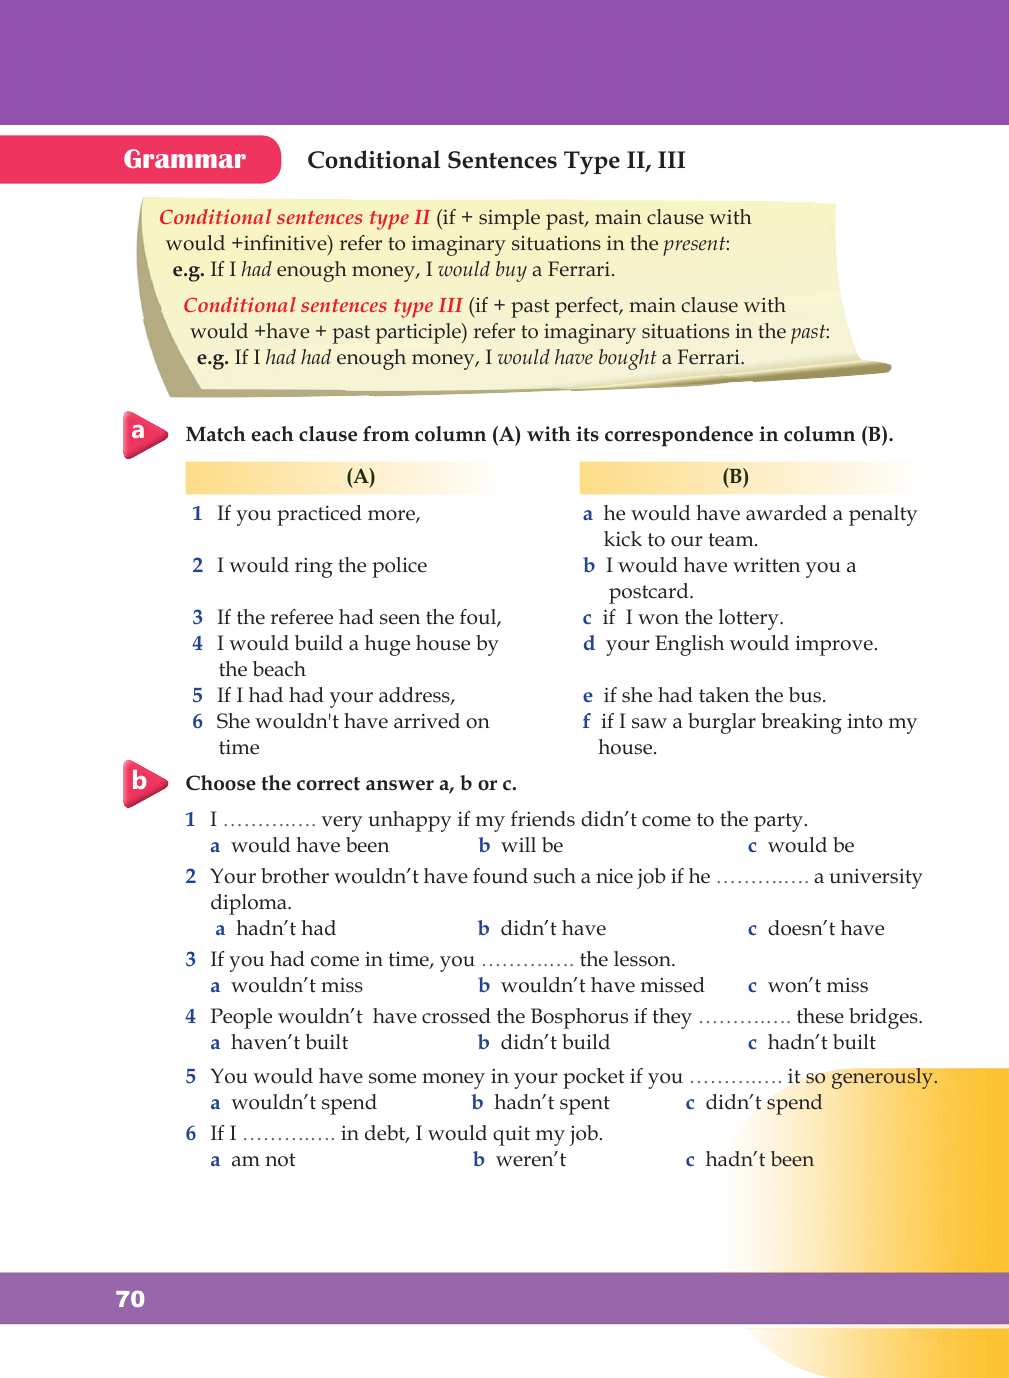 Grammar Conditional Sentences Type II, III
Conditional sentences type II (if + simple past, main clause with
would +infinitive) refer to imaginary situations in the present:
e.g. If I had enough money, I would buy a Ferrari.
Conditional sentences type III (if + past perfect, main clause with
would +have + past participle) refer to imaginary situations in the past:
e.g. If I had had enough money, I would have bought a Ferrari.
a Match each clause from column (A) with its correspondence in column (B).
(A) (B)
1 If you practiced more, a he would have awarded a penalty
kick to our team.
2 I would ring the police b I would have written you a
postcard.
3 If the referee had seen the foul, c if I won the lottery.
4 I would build a huge house by d your English would improve.
the beach
5 If I had had your address, e if she had taken the bus.
6 She wouldn't have arrived on f if I saw a burglar breaking into my
time house.
b Choose the correct answer a, b or c.
1 I ................ very unhappy if my friends didn’t come to the party.
a would have been b will be c would be
2 Your brother wouldn’t have found such a nice job if he ................ a university
diploma.
a hadn’t had b didn’t have c doesn’t have
3 If you had come in time, you ................ the lesson.
a wouldn’t miss b wouldn’t have missed c won’t miss
4 People wouldn’t have crossed the Bosphorus if they ................ these bridges.
a haven’t built b didn’t build c hadn’t built
5 You would have some money in your pocket if you ................ it so generously.
a wouldn’t spend b hadn’t spent c didn’t spend
6 If I ................ in debt, I would quit my job.
a am not b weren’t c hadn’t been
70